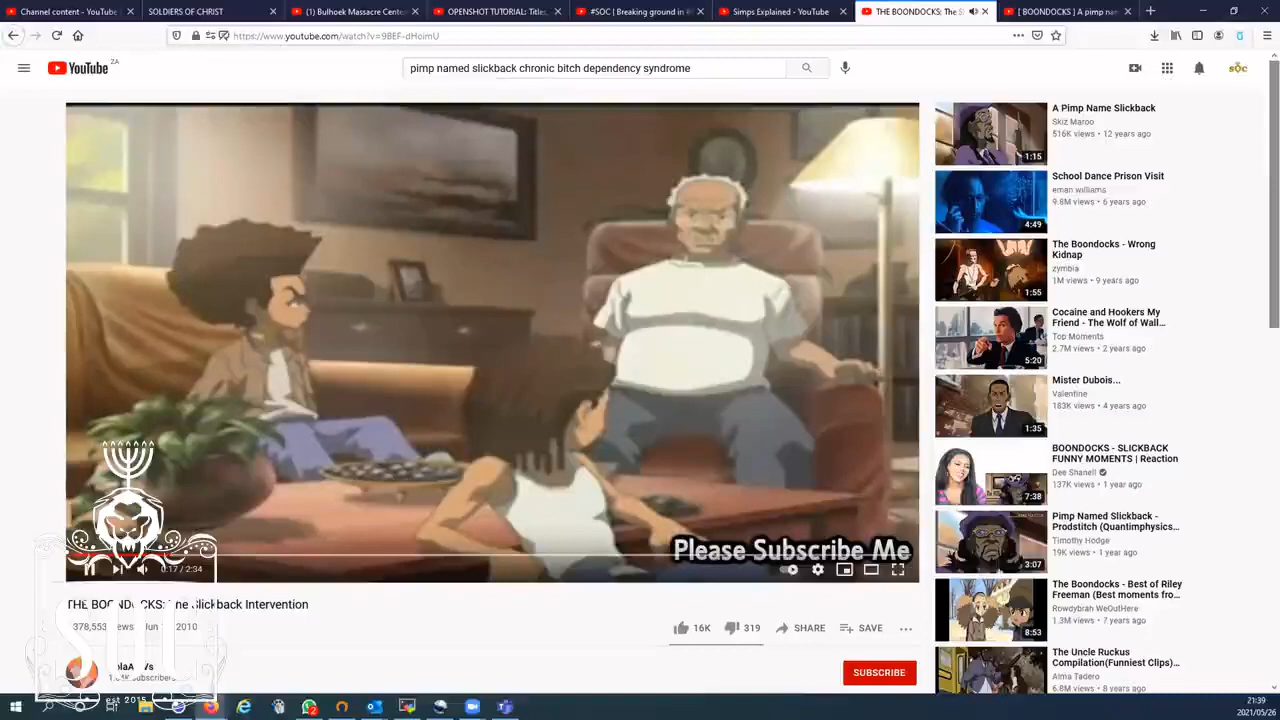 Channel content - YouTube
SOLDIERS OF CHRIST
(1) Bulhoek Massacre Cente
OPENSHOT TUTORIAL: Titles,
#SOC | Breaking ground in
Simps Explained - YouTube
THE BOONDOCKS: The S
[ BOONDOCKS ] A pimp na
https://www.youtube.com/watch?v=9BEF-dHoimU
YouTube ZA
pimp named slickback chronic bitch dependency syndrome
sôc
Please Subscribe Me
0:17 / 2:34
THE BOONDOCKS: The Slickback Intervention
378,553 views
2010
16K
319
SHARE
SAVE
SUBSCRIBE
est 2015
A Pimp Name Slickback
Skiz Maroo
516K views • 12 years ago
1:15
School Dance Prison Visit
eman williams
9.8M views • 6 years ago
4:49
The Boondocks - Wrong
Kidnap
zymbia
1M views • 9 years ago
1:55
Cocaine and Hookers My
Friend - The Wolf of Wall...
Top Moments
2.7M views • 2 years ago
5:20
Mister Dubois...
Valentine
183K views • 4 years ago
1:35
BOONDOCKS - SLICKBACK
FUNNY MOMENTS | Reaction
Dee Shanell
137K views • 1 year ago
7:38
Pimp Named Slickback -
Prodstitch (Quantimphysics...
Timothy Hodge
19K views • 1 year ago
3:07
The Boondocks - Best of Riley
Freeman (Best moments fro...
Rowdybrah WeOutHere
1.3M views • 7 years ago
8:53
The Uncle Ruckus
Compilation(Funniest Clips)...
Alma Tadero
6.8M views • 8 years ago
21:39
2021/05/26